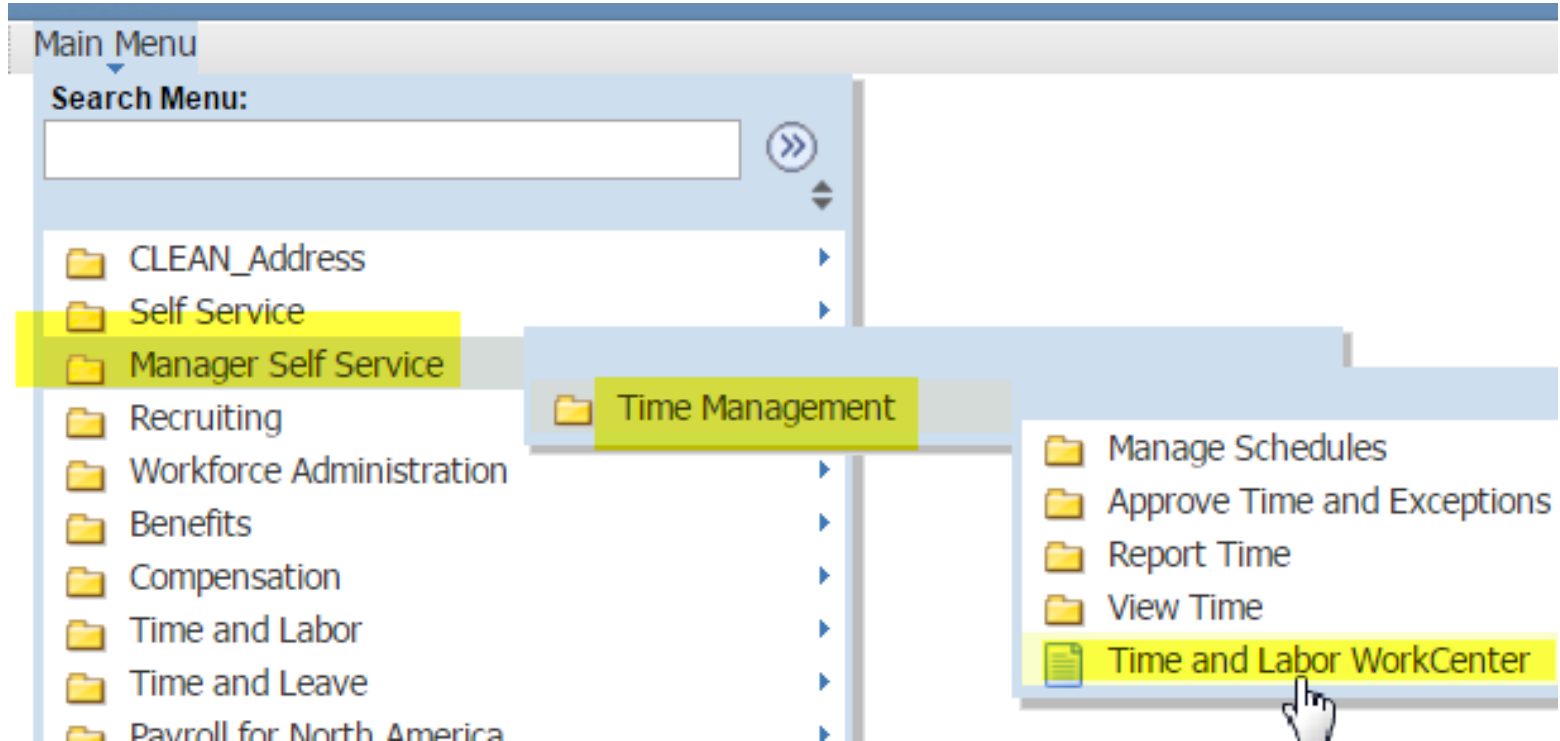 Main Menu
Search Menu:
CLEAN_Address
Self Service
Manager Self Service
Recruiting
Workforce Administration
Benefits
Compensation
Time and Labor
Time and Leave
Payroll for North America
Time Management
Manage Schedules
Approve Time and Exceptions
Report Time
View Time
Time and Labor WorkCenter